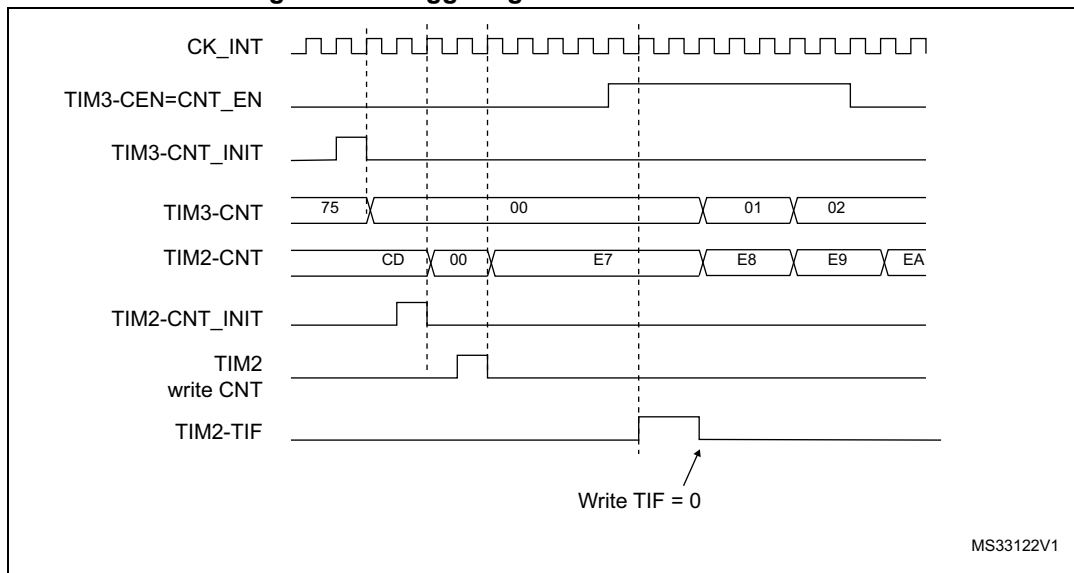 CK_INT
TIM3-CEN=CNT_EN
TIM3-CNT_INIT
TIM3-CNT 75 00 01 02
TIM2-CNT CD 00 E7 E8 E9 EA
TIM2-CNT_INIT
TIM2
write CNT
TIM2-TIF
Write TIF = 0
MS33122V1